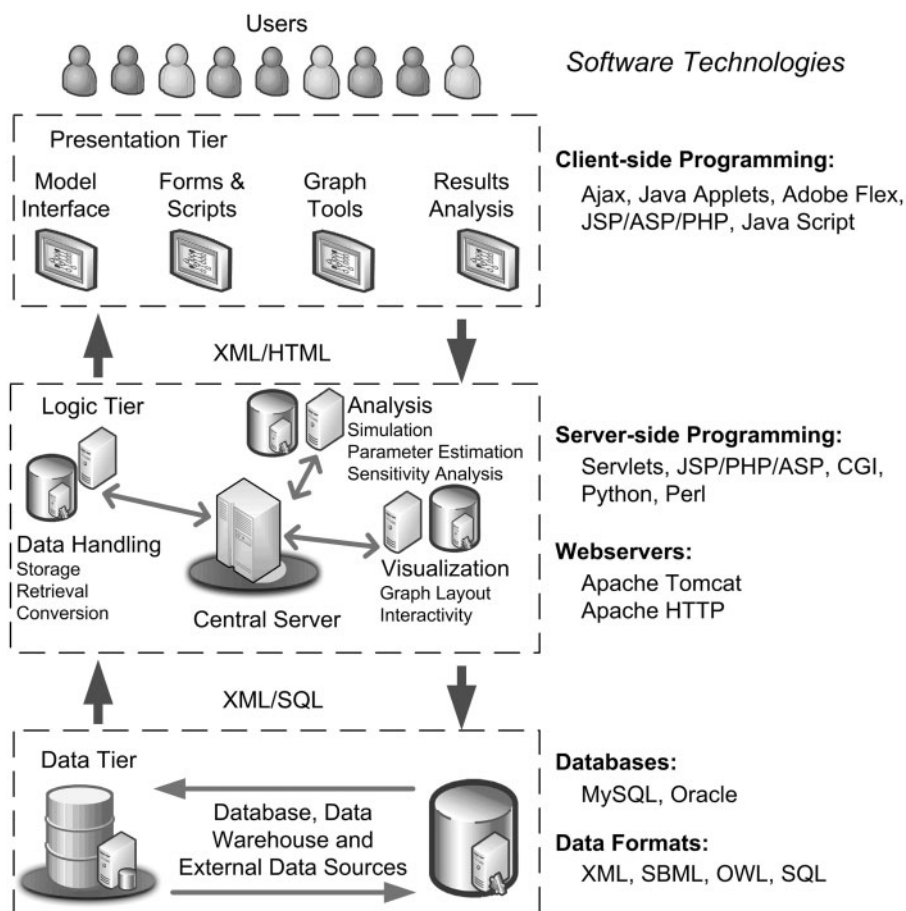 Users
Software Technologies
Presentation Tier
Model
Interface
Forms &
Scripts
Graph
Tools
Results
Analysis
Client-side Programming:
Ajax, Java Applets, Adobe Flex,
JSP/ASP/PHP, Java Script
XML/HTML
Logic Tier
Analysis
Simulation
Parameter Estimation
Sensitivity Analysis
Data Handling
Storage
Retrieval
Conversion
Central Server
Visualization
Graph Layout
Interactivity
Server-side Programming:
Servlets, JSP/PHP/ASP, CGI,
Python, Perl
Webservers:
Apache Tomcat
Apache HTTP
XML/SQL
Data Tier
Database, Data
Warehouse and
External Data Sources
Databases:
MySQL, Oracle
Data Formats:
XML, SBML, OWL, SQL